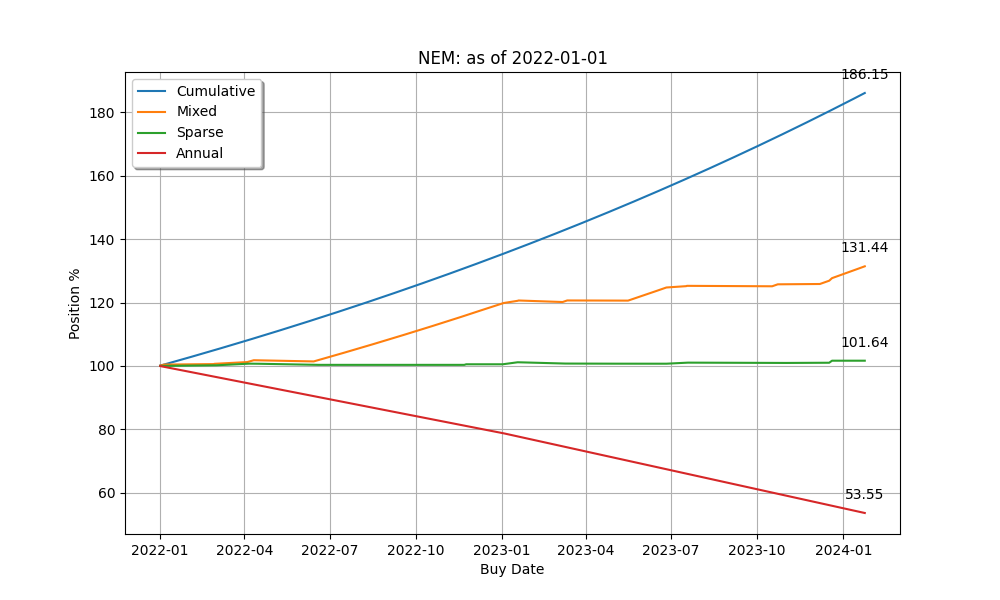 NEM: as of 2022-01-01
186.15
Cumulative
Mixed
Sparse
Annual
180
160
140
120
100
80
60
131.44
101.64
53.55
Position %
2022-01 2022-04 2022-07 2022-10 2023-01 2023-04 2023-07 2023-10 2024-01
Buy Date